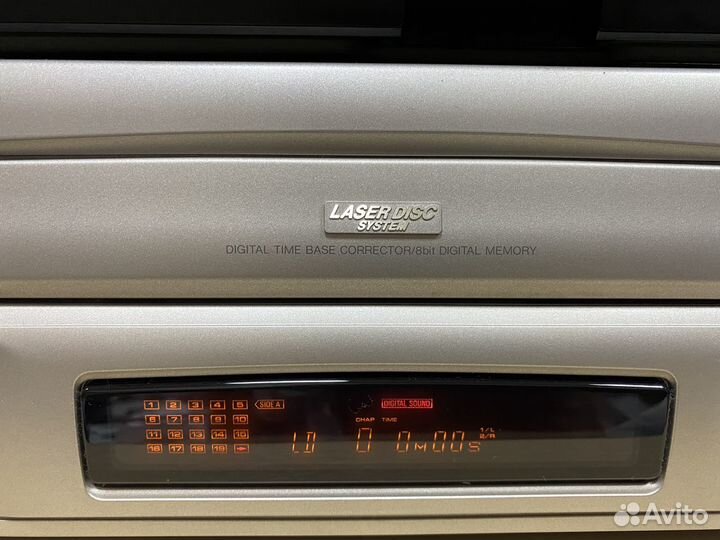 LASER DISC
SYSTEM
DIGITAL TIME BASE CORRECTOR/8bit DIGITAL MEMORY
1 2 3 4 5 SIDE A DIGITAL SOUND
6 7 8 9 10 CHAP TIME
11 12 13 14 15 LD 0 0M00S 1/L
2/R
16 17 18 19
Avito